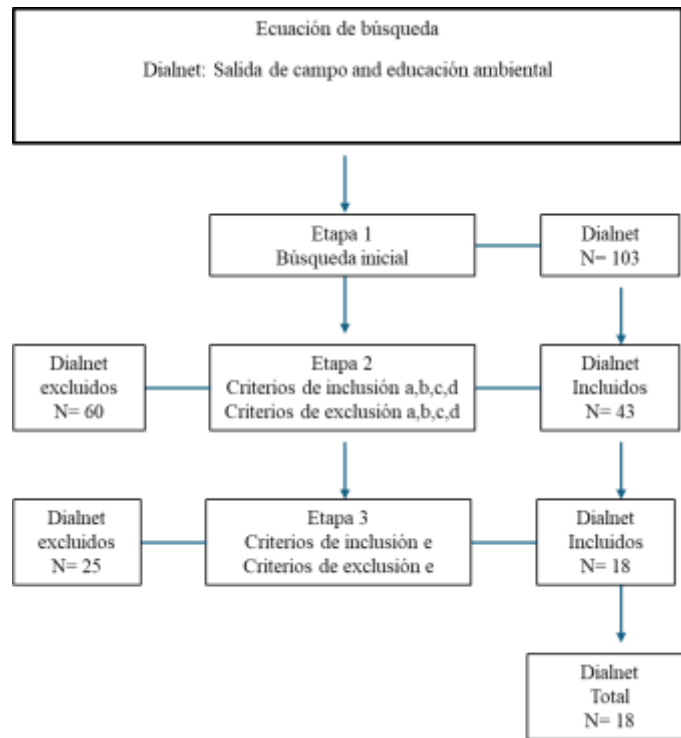 Ecuación de búsqueda
Dialnet: Salida de campo and educación ambiental
Etapa 1
Búsqueda inicial
Dialnet
N= 103
Dialnet
excluidos
N= 60
Etapa 2
Criterios de inclusión a,b,c,d
Criterios de exclusión a,b,c,d
Dialnet
Incluidos
N= 43
Dialnet
excluidos
N= 25
Etapa 3
Criterios de inclusión e
Criterios de exclusión e
Dialnet
Incluidos
N= 18
Dialnet
Total
N= 18